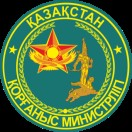 ҚАЗАҚСТАН
ҚОРҒАНЫС МИНИСТРЛІГІ